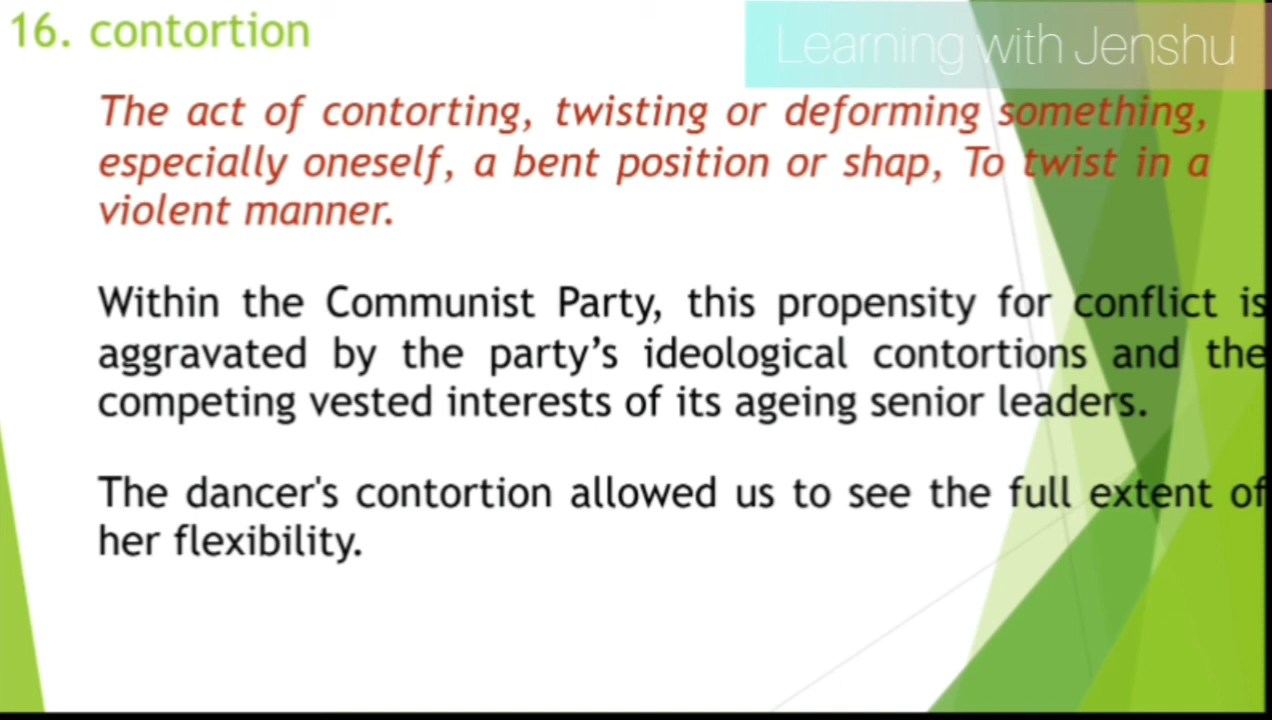 16. contortion
Learning with Jenshu
The act of contorting, twisting or deforming something,
especially oneself, a bent position or shap, To twist in a
violent manner.
Within the Communist Party, this propensity for conflict is
aggravated by the party’s ideological contortions and the
competing vested interests of its ageing senior leaders.
The dancer's contortion allowed us to see the full extent of
her flexibility.